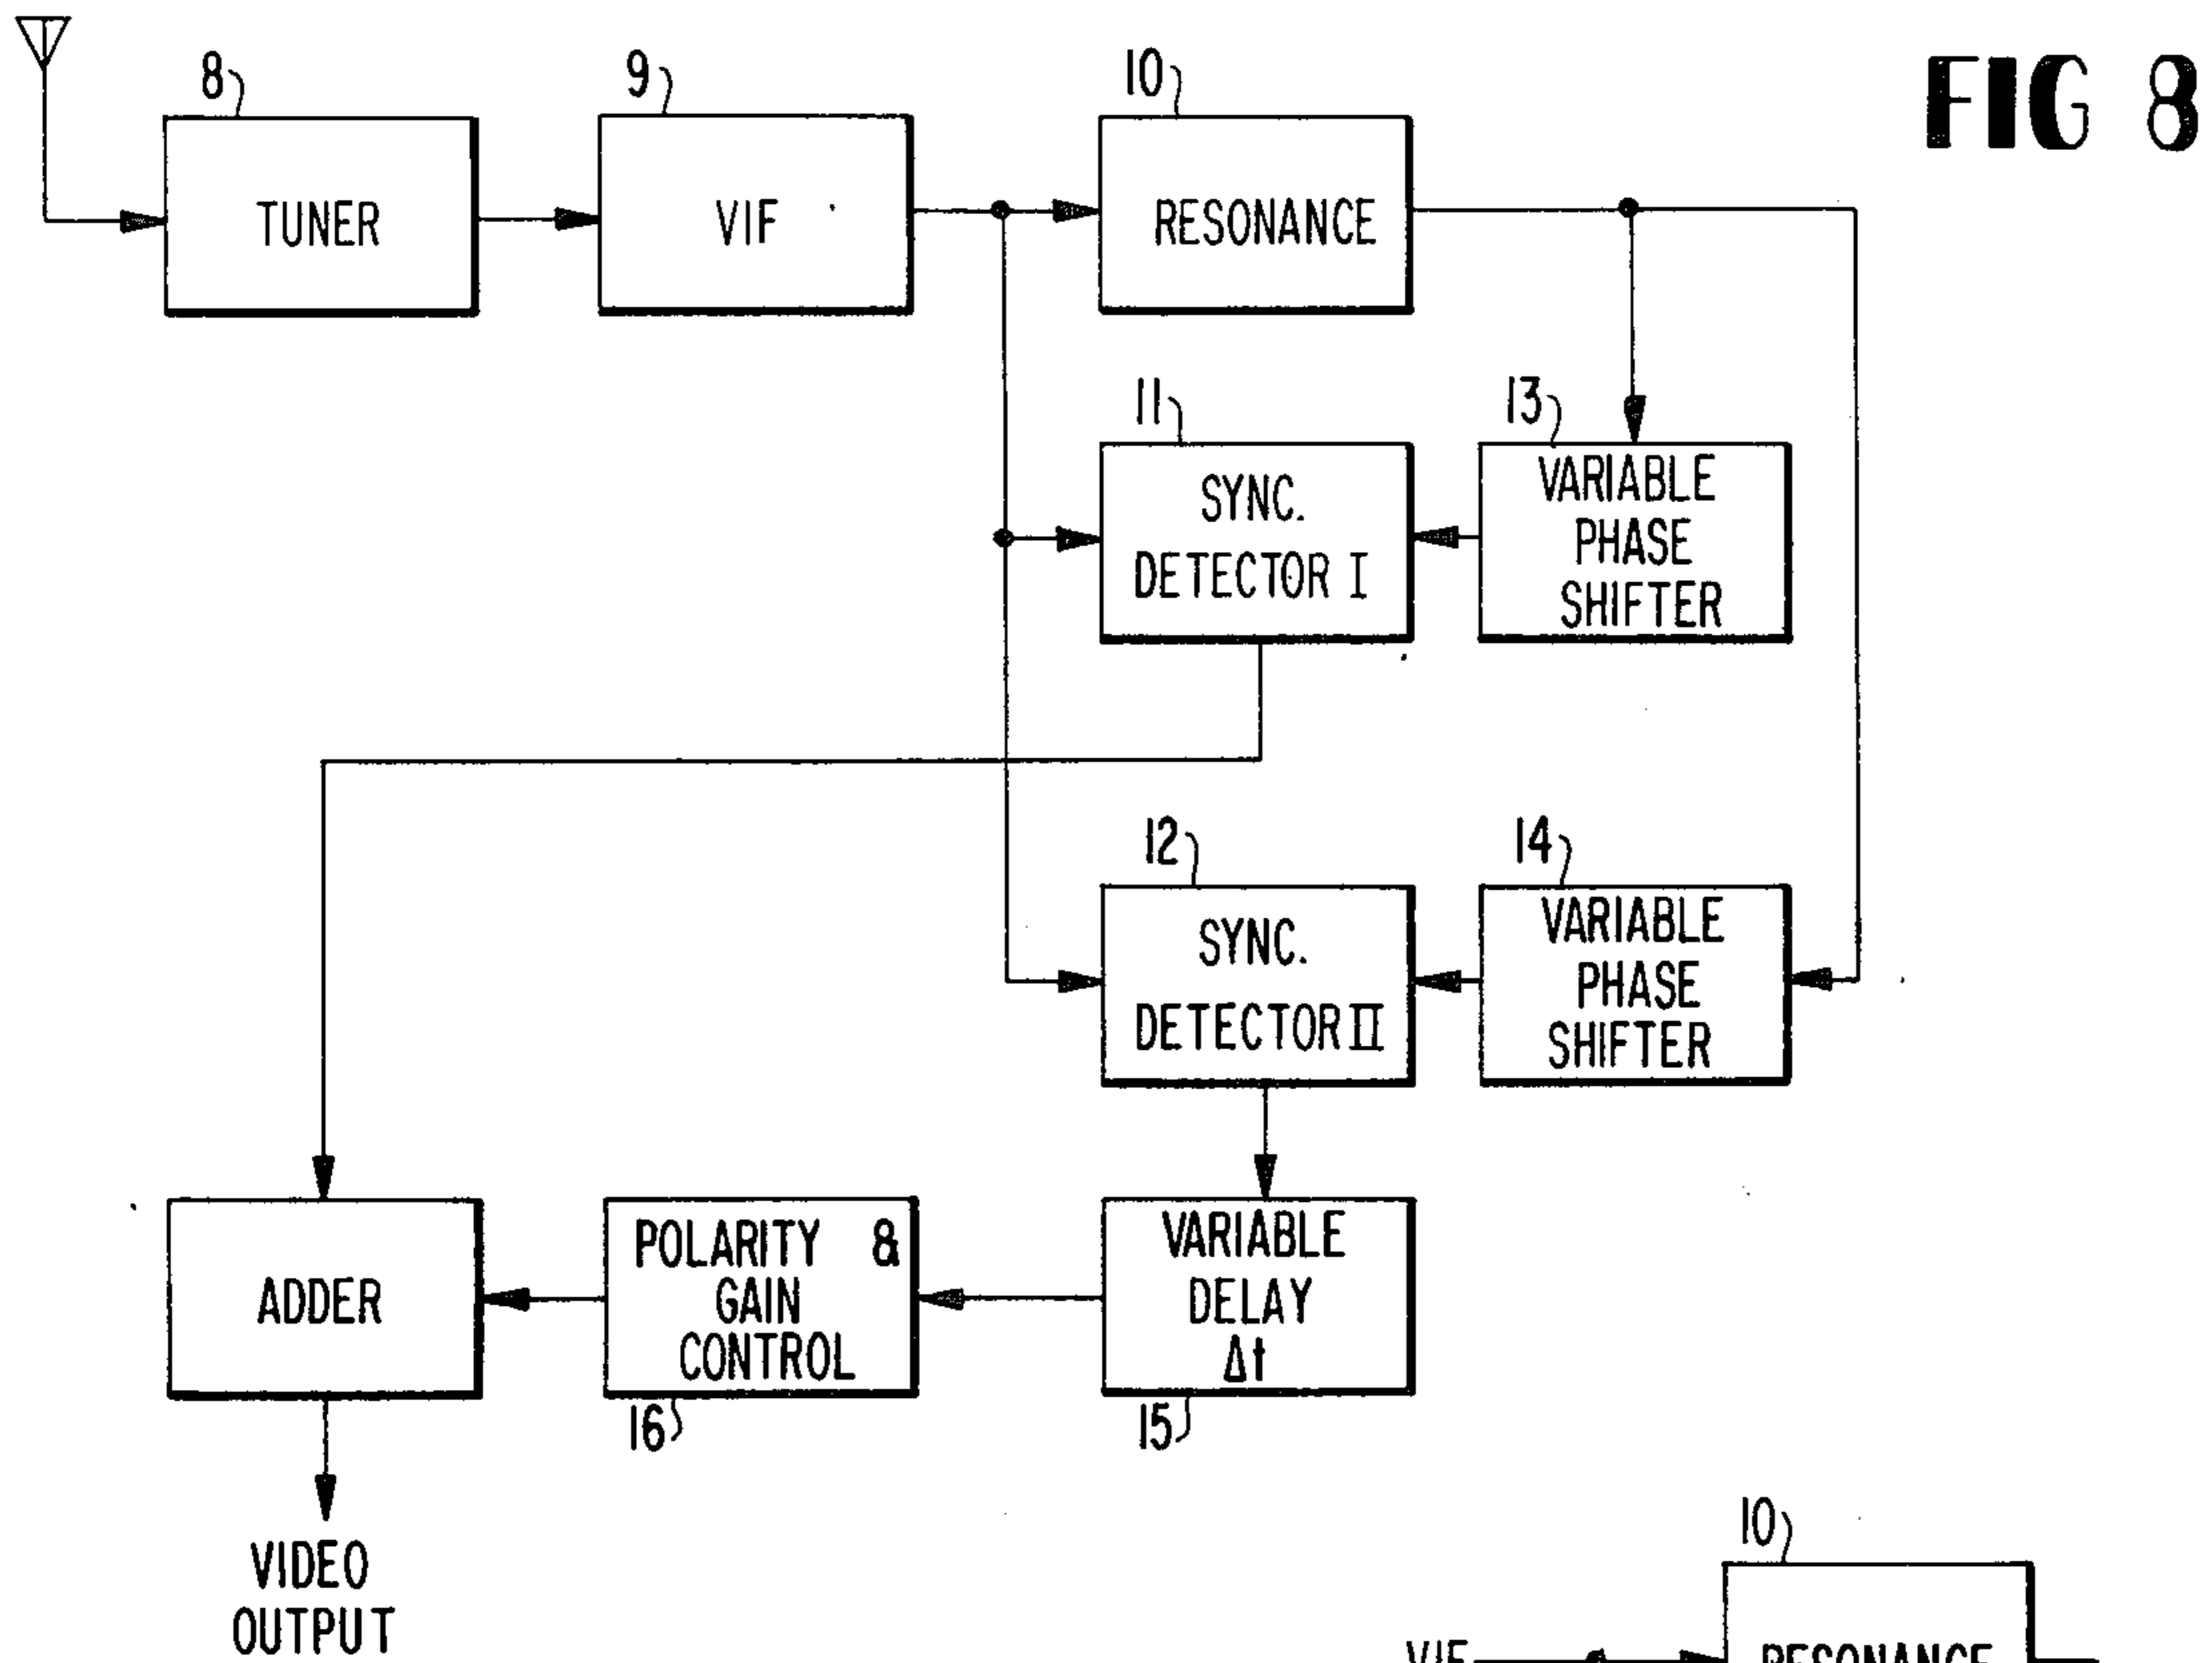 FIG 8
8
9
10
TUNER
VIF
RESONANCE
11
13
SYNC.
DETECTOR I
VARIABLE
PHASE
SHIFTER
12
14
SYNC.
DETECTOR II
VARIABLE
PHASE
SHIFTER
ADDER
POLARITY &
GAIN
CONTROL
VARIABLE
DELAY
Δt
16
15
VIDEO
OUTPUT
10
VIF
RESONANCE